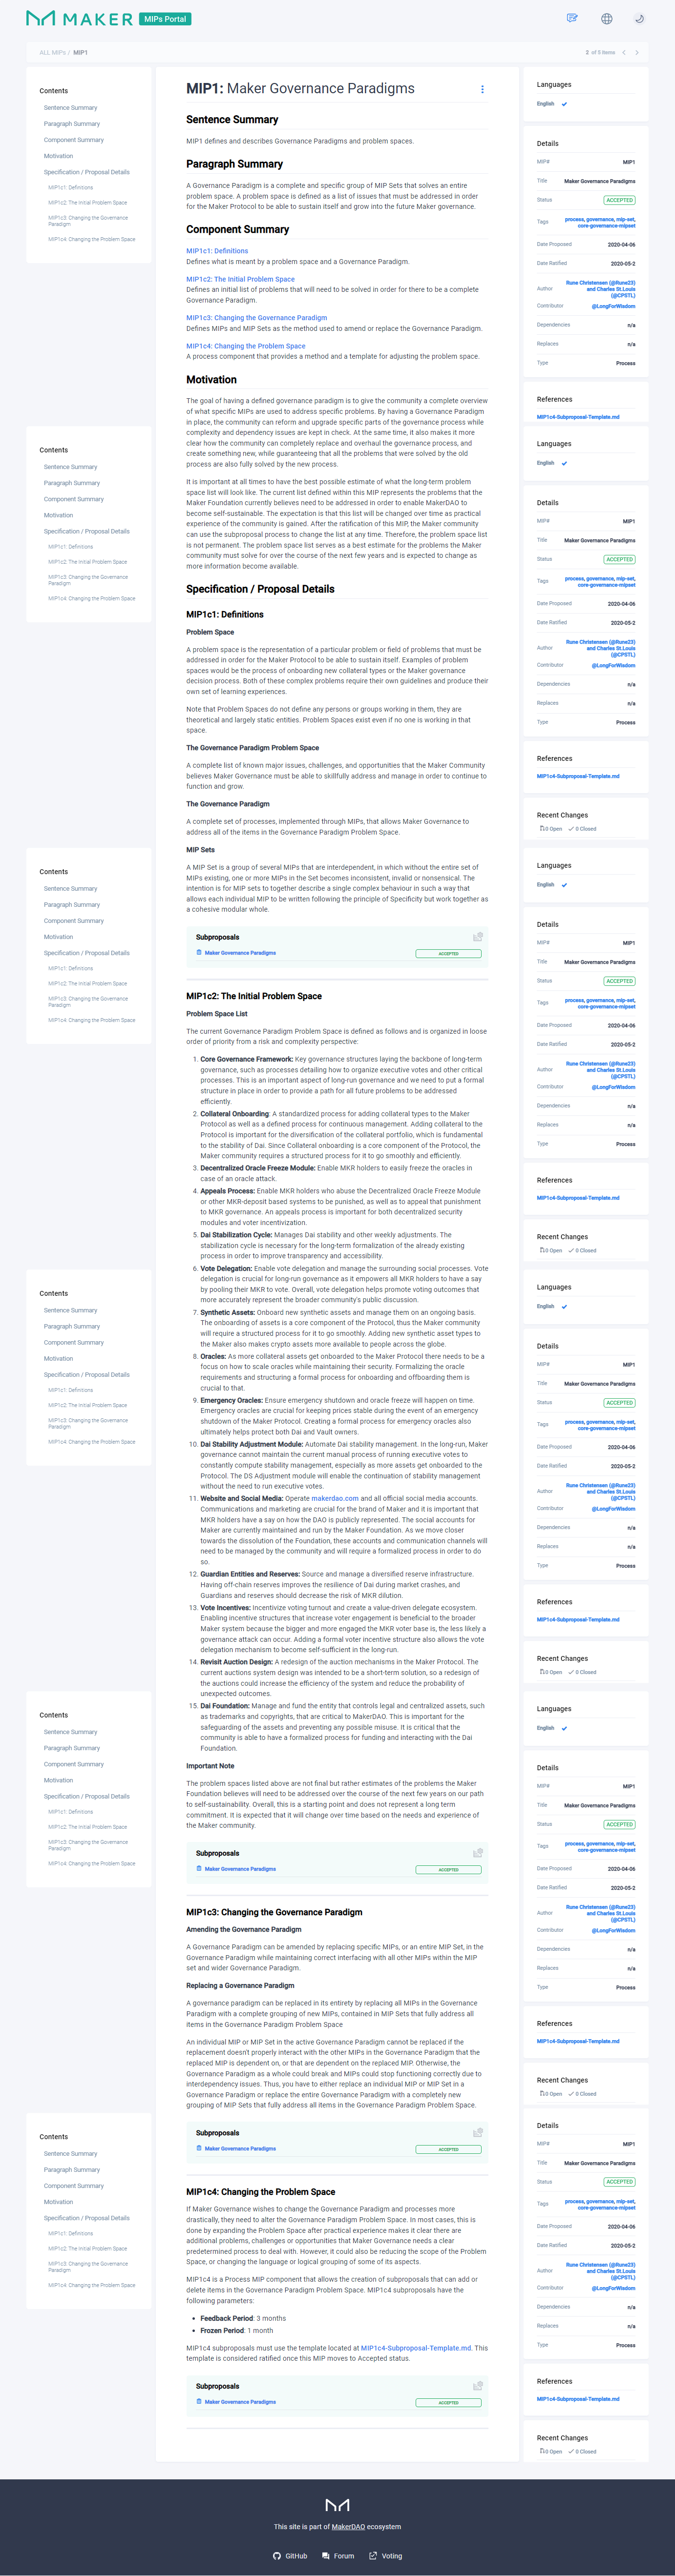 MAKER MIPs Portal
ALL MIPs / MIP1
2 of 5 items
Contents
Sentence Summary
Paragraph Summary
Component Summary
Motivation
Specification / Proposal Details
MIP1c1: Definitions
MIP1c2: The Initial Problem Space
MIP1c3: Changing the Governance
Paradigm
MIP1c4: Changing the Problem Space
MIP1: Maker Governance Paradigms
Sentence Summary
MIP1 defines and describes Governance Paradigms and problem spaces.
Paragraph Summary
A Governance Paradigm is a complete and specific group of MIP Sets that solves an entire
problem space. A problem space is defined as a list of issues that must be addressed in order
for the Maker Protocol to be able to sustain itself and grow into the future Maker governance.
Component Summary
MIP1c1: Definitions
Defines what is meant by a problem space and a Governance Paradigm.
MIP1c2: The Initial Problem Space
Defines an initial list of problems that will need to be solved in order for there to be a complete
Governance Paradigm.
MIP1c3: Changing the Governance Paradigm
Defines MIPs and MIP Sets as the method used to amend or replace the Governance Paradigm.
MIP1c4: Changing the Problem Space
A process component that provides a method and a template for adjusting the problem space.
Motivation
The goal of having a defined governance paradigm is to give the community a complete overview
of what specific MIPs are used to address specific problems. By having a Governance Paradigm
in place, the community can reform and upgrade specific parts of the governance process
while complexity and dependency issues are kept in check. At the same time, it also makes it more
clear how the community can completely replace and overhaul the governance process, and
create something new, while guaranteeing that all the problems that were solved by the old
process are also fully solved by the new process.
It is important at all times to have the best possible estimate of what the long-term problem
space list will look like. The current list defined within this MIP represents the problems that the
Maker Foundation currently believes need to be addressed in order to enable MakerDAO to
become self-sustaining. The expectation is that this list will be changed over time as practical
experience of the community is gained. After the ratification of this MIP, the Maker community
can use the subproposal process to change the list at any time. Therefore, the problem space list
is not permanent. The problem space list serves as a best estimate for the problems the Maker
community must solve for over the course of the next few years and is expected to change as
more information become available.
Specification / Proposal Details
MIP1c1: Definitions
Problem Space
A problem space is the representation of a particular problem or field of problems that must be
addressed in order for the Maker Protocol to be able to sustain itself. Examples of problem
spaces would be the process of onboarding new collateral types or the Maker governance
decision process. Both of these complex problems require their own guidelines and produce their
own set of learning experiences.
Note that Problem Spaces do not define any persons or groups working in them, they are
theoretical and largely static entities. Problem Spaces exist even if no one is working in that
space.
The Governance Paradigm Problem Space
A complete list of known major issues, challenges, and opportunities that the Maker Community
believes Maker Governance must be able to skillfully address and manage in order to continue to
function and grow.
The Governance Paradigm
A complete set of processes, implemented through MIPs, that allows Maker Governance to
address all of the items in the Governance Paradigm Problem Space.
MIP Sets
A MIP Set is a group of several MIPs that are interdependent, in which without the entire set of
MIPs existing, one or more MIPs in the Set becomes inconsistent, invalid or nonsensical. The
intention is for MIP sets to together describe a single complex behaviour in such a way that
allows each individual MIP to be written following the principle of Specificity but work together as
a cohesive modular whole.
Subproposals
Maker Governance Paradigms ACCEPTED
MIP1c2: The Initial Problem Space
Problem Space List
The current Governance Paradigm Problem Space is defined as follows and is organized in loose
order of priority from a risk and complexity perspective:
1. Core Governance Framework: Key governance structures laying the backbone of long-term
governance, such as processes detailing how to organize executive votes and other critical
processes. This is an important aspect of long-run governance and we need to put a formal
structure in place in order to provide a path for all future problems to be addressed
efficiently.
2. Collateral Onboarding: A standardized process for adding collateral types to the Maker
Protocol as well as a defined process for continuous management. Adding collateral to the
Protocol is important for the diversification of the collateral portfolio, which is fundamental
to the stability of Dai. Since Collateral onboarding is a core component of the Protocol, the
Maker community requires a structured process for it to go smoothly and efficiently.
3. Decentralized Oracle Freeze Module: Enable MKR holders to easily freeze the oracles in
case of an oracle attack.
4. Appeals Process: Enable MKR holders who abuse the Decentralized Oracle Freeze Module
or other MKR-deposit based systems to be punished, as well as to appeal that punishment
to MKR governance. An appeals process is important for both decentralized security
modules and voter incentivization.
5. Dai Stabilization Cycle: Manages Dai stability and other weekly adjustments. The
stabilization cycle is necessary for the long-term formalization of the already existing
process in order to improve transparency and accessibility.
6. Vote Delegation: Enable vote delegation and manage the surrounding social processes. Vote
delegation is crucial for long-run governance as it empowers all MKR holders to have a say
by pooling their MKR to vote. Overall, vote delegation helps promote voting outcomes that
more accurately represent the broader community's public discussion.
7. Synthetic Assets: Onboard new synthetic assets and manage them on an ongoing basis.
The onboarding of assets is a core component of the Protocol, thus the Maker community
will require a structured process for it to go smoothly. Adding new synthetic asset types to
the Maker also makes crypto assets more available to people across the globe.
8. Oracles: As more collateral assets get onboarded to the Maker Protocol there needs to be a
focus on how to scale oracles while maintaining their security. Formalizing the oracle
requirements and structuring a formal process for onboarding and offboarding them is
crucial to that.
9. Emergency Oracles: Ensure emergency shutdown and oracle freeze will happen on time.
Emergency oracles are crucial for keeping prices stable during the event of an emergency
shutdown of the Maker Protocol. Creating a formal process for emergency oracles also
ultimately helps protect both Dai and Vault owners.
10. Dai Stability Adjustment Module: Automate Dai stability management. In the long-run, Maker
governance cannot maintain the current manual process of running executive votes to
constantly compute stability management, especially as more assets get onboarded to the
Protocol. The DS Adjustment module will enable the continuation of stability management
without the need to run executive votes.
11. Website and Social Media: Operate makerdao.com and all official social media accounts.
Communications and marketing are crucial for the brand of Maker and it is important that
MKR holders have a say on how the DAO is publicly represented. The social accounts for
Maker are currently maintained and run by the Maker Foundation. As we move closer
towards the dissolution of the Foundation, these accounts and communication channels will
need to be managed by the community and will require a formalized process in order to do
so.
12. Guardian Entities and Reserves: Source and manage a diversified reserve infrastructure.
Having off-chain reserves improves the resilience of Dai during market crashes, and
Guardians and reserves should decrease the risk of MKR dilution.
13. Vote Incentives: Incentivize voting turnout and create a value-driven delegate ecosystem.
Enabling incentive structures that increase voter engagement is beneficial to the broader
Maker system because the bigger and more engaged the MKR voter base is, the less likely a
governance attack can occur. Adding a formal voter incentive structure also allows the vote
delegation mechanism to become self-sufficient in the long-run.
14. Revisit Auction Design: A redesign of the auction mechanisms in the Maker Protocol. The
current auctions system design was intended to be a short-term solution, so a redesign of
the auctions could increase the efficiency of the system and reduce the probability of
unexpected outcomes.
15. Dai Foundation: Manage and fund the entity that controls legal and centralized assets, such
as trademarks and copyrights, that are critical to MakerDAO. This is important for the
safeguarding of the assets and preventing any possible misuse. It is critical that the
community is able to have a formalized process for funding and interacting with the Dai
Foundation.
Important Note
The problem spaces listed above are not final but rather estimates of the problems the Maker
Foundation believes will need to be addressed over the course of the next few years on our path
to self-sustainability. Overall, this is a starting point and does not represent a long term
commitment. It is expected that it will change over time based on the needs and experience of
the Maker community.
Subproposals
Maker Governance Paradigms ACCEPTED
MIP1c3: Changing the Governance Paradigm
Amending the Governance Paradigm
A Governance Paradigm can be amended by replacing specific MIPs, or an entire MIP Set, in the
Governance Paradigm while maintaining correct interfacing with all other MIPs within the MIP
set and wider Governance Paradigm.
Replacing a Governance Paradigm
A governance paradigm can be replaced in its entirety by replacing all MIPs in the Governance
Paradigm with a complete grouping of new MIPs, contained in MIP Sets that fully address all
items in the Governance Paradigm Problem Space
An individual MIP or MIP Set in the active Governance Paradigm cannot be replaced if the
replacement doesn't properly interact with the other MIPs in the Governance Paradigm that the
replaced MIP is dependent on, or that are dependent on the replaced MIP. Otherwise, the
Governance Paradigm as a whole could break and MIPs could stop functioning correctly due to
interdependency issues. Thus, you have to either replace an individual MIP or MIP Set in a
Governance Paradigm or replace the entire Governance Paradigm with a completely new
grouping of MIP Sets that fully address all items in the Governance Paradigm Problem Space.
Subproposals
Maker Governance Paradigms ACCEPTED
MIP1c4: Changing the Problem Space
If Maker Governance wishes to change the Governance Paradigm and processes more
drastically, they need to alter the Governance Paradigm Problem Space. In most cases, this is
done by expanding the Problem Space after practical experience makes it clear there are
additional problems, challenges or opportunities that Maker Governance needs a clear
predetermined process to deal with. However, it could also be reducing the scope of the Problem
Space, or changing the language or logical grouping of some of its aspects.
MIP1c4 is a Process MIP component that allows the creation of subproposals that can add or
delete items in the Governance Paradigm Problem Space. MIP1c4 subproposals have the
following parameters:
• Feedback Period: 3 months
• Frozen Period: 1 month
MIP1c4 subproposals must use the template located at MIP1c4-Subproposal-Template.md. This
template is considered ratified once this MIP moves to Accepted status.
Subproposals
Maker Governance Paradigms ACCEPTED
Languages
English
Details
MIP# MIP1
Title Maker Governance Paradigms
Status ACCEPTED
Tags process, governance, mip-set,
core-governance-mipset
Date Proposed 2020-04-06
Date Ratified 2020-05-2
Author Rune Christensen (@Rune23)
and Charles St.Louis
(@CPSTL)
Contributor @LongForWisdom
Dependencies n/a
Replaces n/a
Type Process
References
MIP1c4-Subproposal-Template.md
Recent Changes
0 Open 0 Closed
This site is part of MakerDAO ecosystem
GitHub Forum Voting